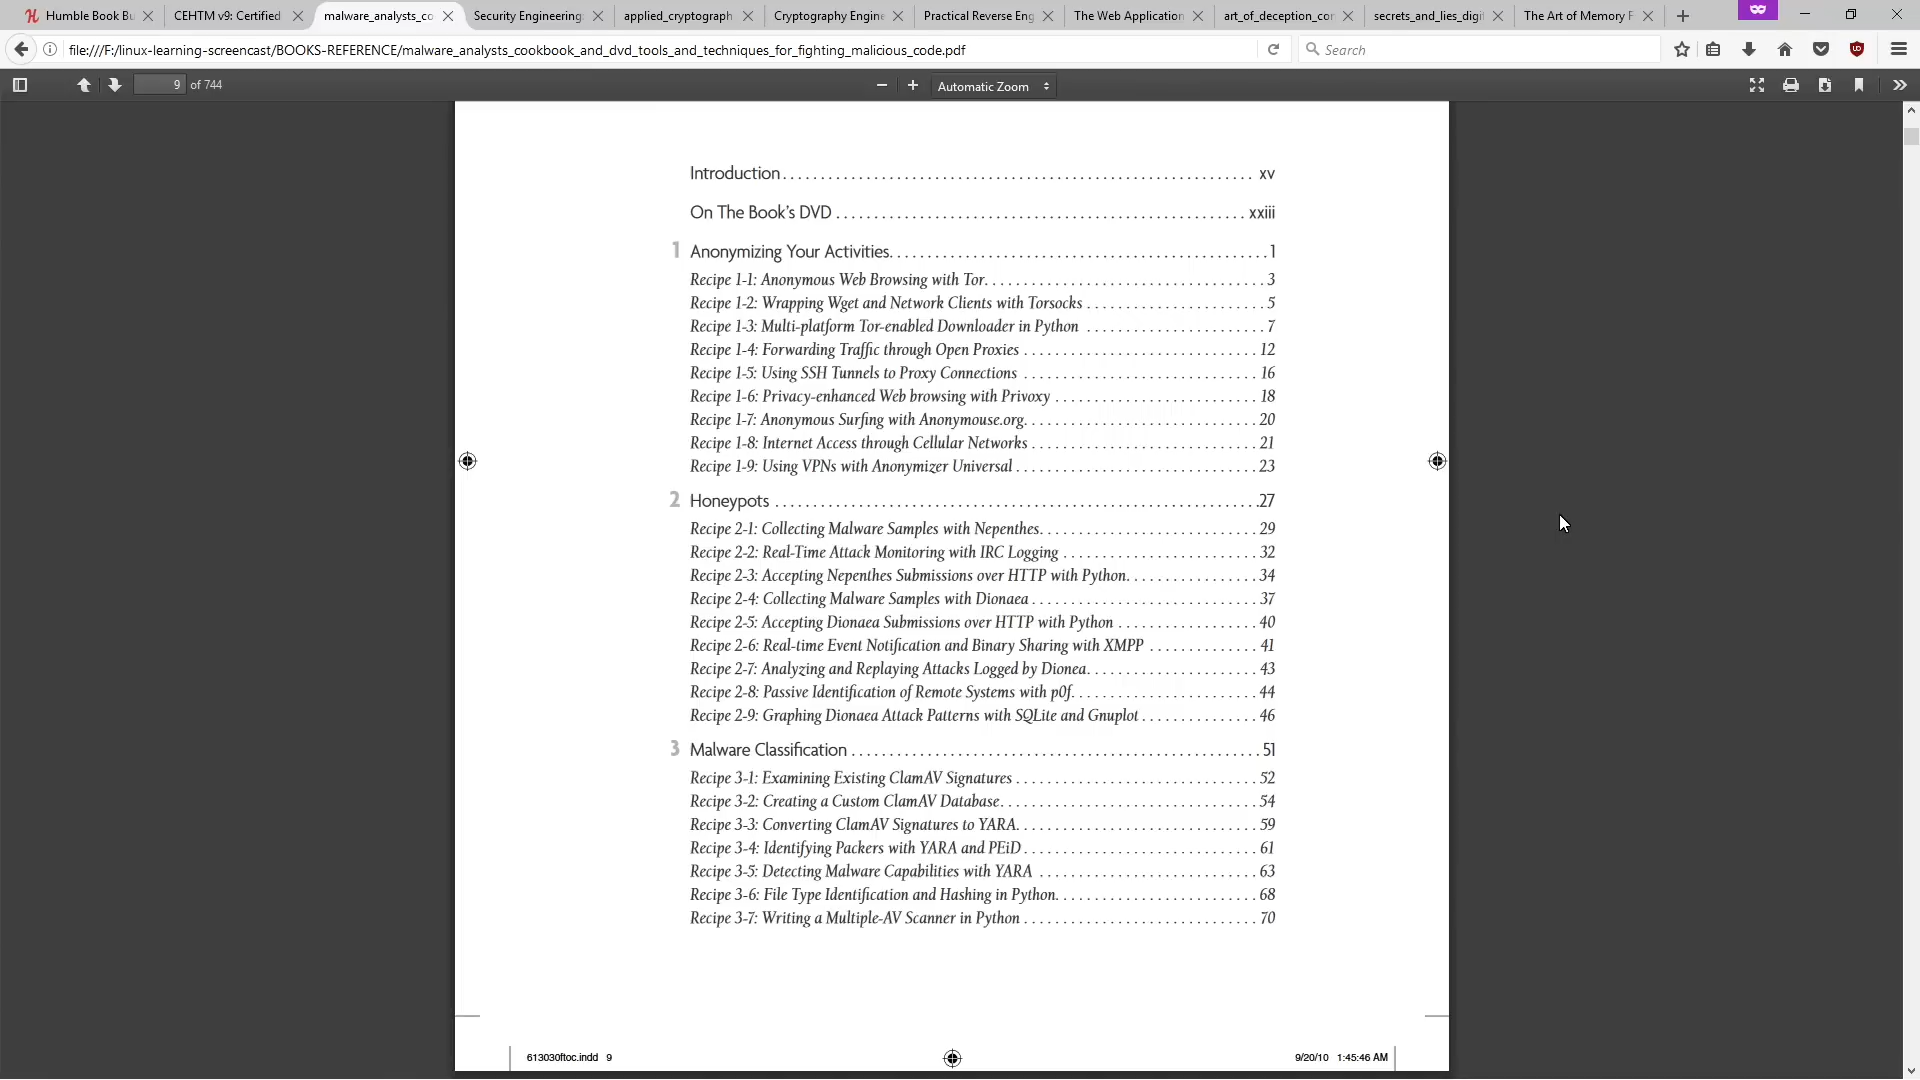 Humble Book Bu
CEHTM v9: Certified
malware_analysts_co
Security Engineering:
applied_cryptograph
Cryptography Engine
Practical Reverse Eng
The Web Application
art_of_deception_cor
secrets_and_lies_digi
The Art of Memory F
file:///F:/linux-learning-screencast/BOOKS-REFERENCE/malware_analysts_cookbook_and_dvd_tools_and_techniques_for_fighting_malicious_code.pdf
Search
9 of 744
Automatic Zoom
Introduction . . . . . . . . . . . . . . . . . . . . xv
On The Book's DVD . . . . . . . . . . . . . . . . . . . . xxiii
1 Anonymizing Your Activities. . . . . . . . . . . . . . . . . . . . 1
Recipe 1-1: Anonymous Web Browsing with Tor. . . . . . . . . . . . . . . . . . . . 3
Recipe 1-2: Wrapping Wget and Network Clients with Torsocks . . . . . . . . . . . . . . . . . . . . 5
Recipe 1-3: Multi-platform Tor-enabled Downloader in Python . . . . . . . . . . . . . . . . . . . . 7
Recipe 1-4: Forwarding Traffic through Open Proxies . . . . . . . . . . . . . . . . . . . . 12
Recipe 1-5: Using SSH Tunnels to Proxy Connections . . . . . . . . . . . . . . . . . . . . 16
Recipe 1-6: Privacy-enhanced Web browsing with Privoxy . . . . . . . . . . . . . . . . . . . . 18
Recipe 1-7: Anonymous Surfing with Anonymouse.org. . . . . . . . . . . . . . . . . . . . 20
Recipe 1-8: Internet Access through Cellular Networks . . . . . . . . . . . . . . . . . . . . 21
Recipe 1-9: Using VPNs with Anonymizer Universal . . . . . . . . . . . . . . . . . . . . 23
2 Honeypots . . . . . . . . . . . . . . . . . . . . 27
Recipe 2-1: Collecting Malware Samples with Nepenthes. . . . . . . . . . . . . . . . . . . . 29
Recipe 2-2: Real-Time Attack Monitoring with IRC Logging . . . . . . . . . . . . . . . . . . . . 32
Recipe 2-3: Accepting Nepenthes Submissions over HTTP with Python. . . . . . . . . . . . . . . . . . . . 34
Recipe 2-4: Collecting Malware Samples with Dionaea . . . . . . . . . . . . . . . . . . . . 37
Recipe 2-5: Accepting Dionaea Submissions over HTTP with Python . . . . . . . . . . . . . . . . . . . . 40
Recipe 2-6: Real-time Event Notification and Binary Sharing with XMPP . . . . . . . . . . . . . . . . . . . . 41
Recipe 2-7: Analyzing and Replaying Attacks Logged by Dionea. . . . . . . . . . . . . . . . . . . . 43
Recipe 2-8: Passive Identification of Remote Systems with p0f. . . . . . . . . . . . . . . . . . . . 44
Recipe 2-9: Graphing Dionaea Attack Patterns with SQLite and Gnuplot . . . . . . . . . . . . . . . . . . . . 46
3 Malware Classification . . . . . . . . . . . . . . . . . . . . 51
Recipe 3-1: Examining Existing ClamAV Signatures . . . . . . . . . . . . . . . . . . . . 52
Recipe 3-2: Creating a Custom ClamAV Database. . . . . . . . . . . . . . . . . . . . 54
Recipe 3-3: Converting ClamAV Signatures to YARA. . . . . . . . . . . . . . . . . . . . 59
Recipe 3-4: Identifying Packers with YARA and PEiD . . . . . . . . . . . . . . . . . . . . 61
Recipe 3-5: Detecting Malware Capabilities with YARA . . . . . . . . . . . . . . . . . . . . 63
Recipe 3-6: File Type Identification and Hashing in Python. . . . . . . . . . . . . . . . . . . . 68
Recipe 3-7: Writing a Multiple-AV Scanner in Python . . . . . . . . . . . . . . . . . . . . 70
613030ftoc.indd 9
9/20/10 1:45:46 AM